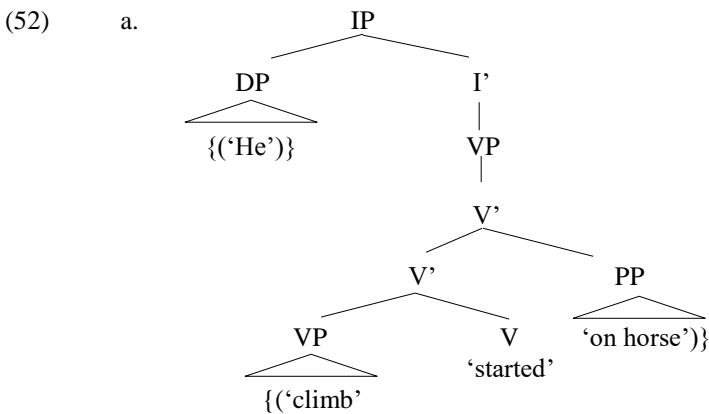 (52) a. IP
DP I’
{(‘He’)} VP
V’
V’ PP
VP V ‘on horse’)}
{(‘climb’ ‘started’